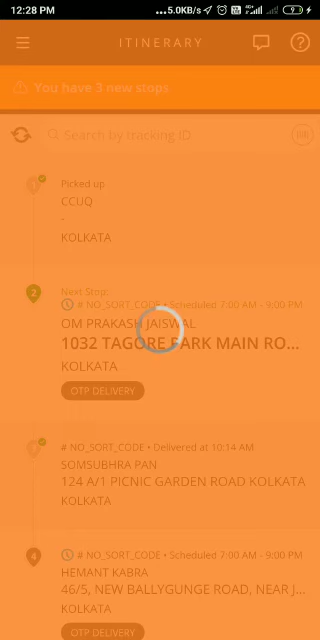 12:28 PM
5.0KB/s
9
ITINERARY
You have 3 new stops
Search by tracking ID
Picked up
CCUQ
-
KOLKATA
2
Next Stop:
# NO_SORT_CODE • Scheduled 7:00 AM - 9:00 PM
OM PRAKASH JAISWAL
1032 TAGORE PARK MAIN RO...
KOLKATA
OTP DELIVERY
# NO_SORT_CODE • Delivered at 10:14 AM
SOMSUBHRA PAN
124 A/1 PICNIC GARDEN ROAD KOLKATA
KOLKATA
4
# NO_SORT_CODE • Scheduled 7:00 AM - 9:00 PM
HEMANT KABRA
46/5, NEW BALLYGUNGE ROAD, NEAR J...
KOLKATA
OTP DELIVERY